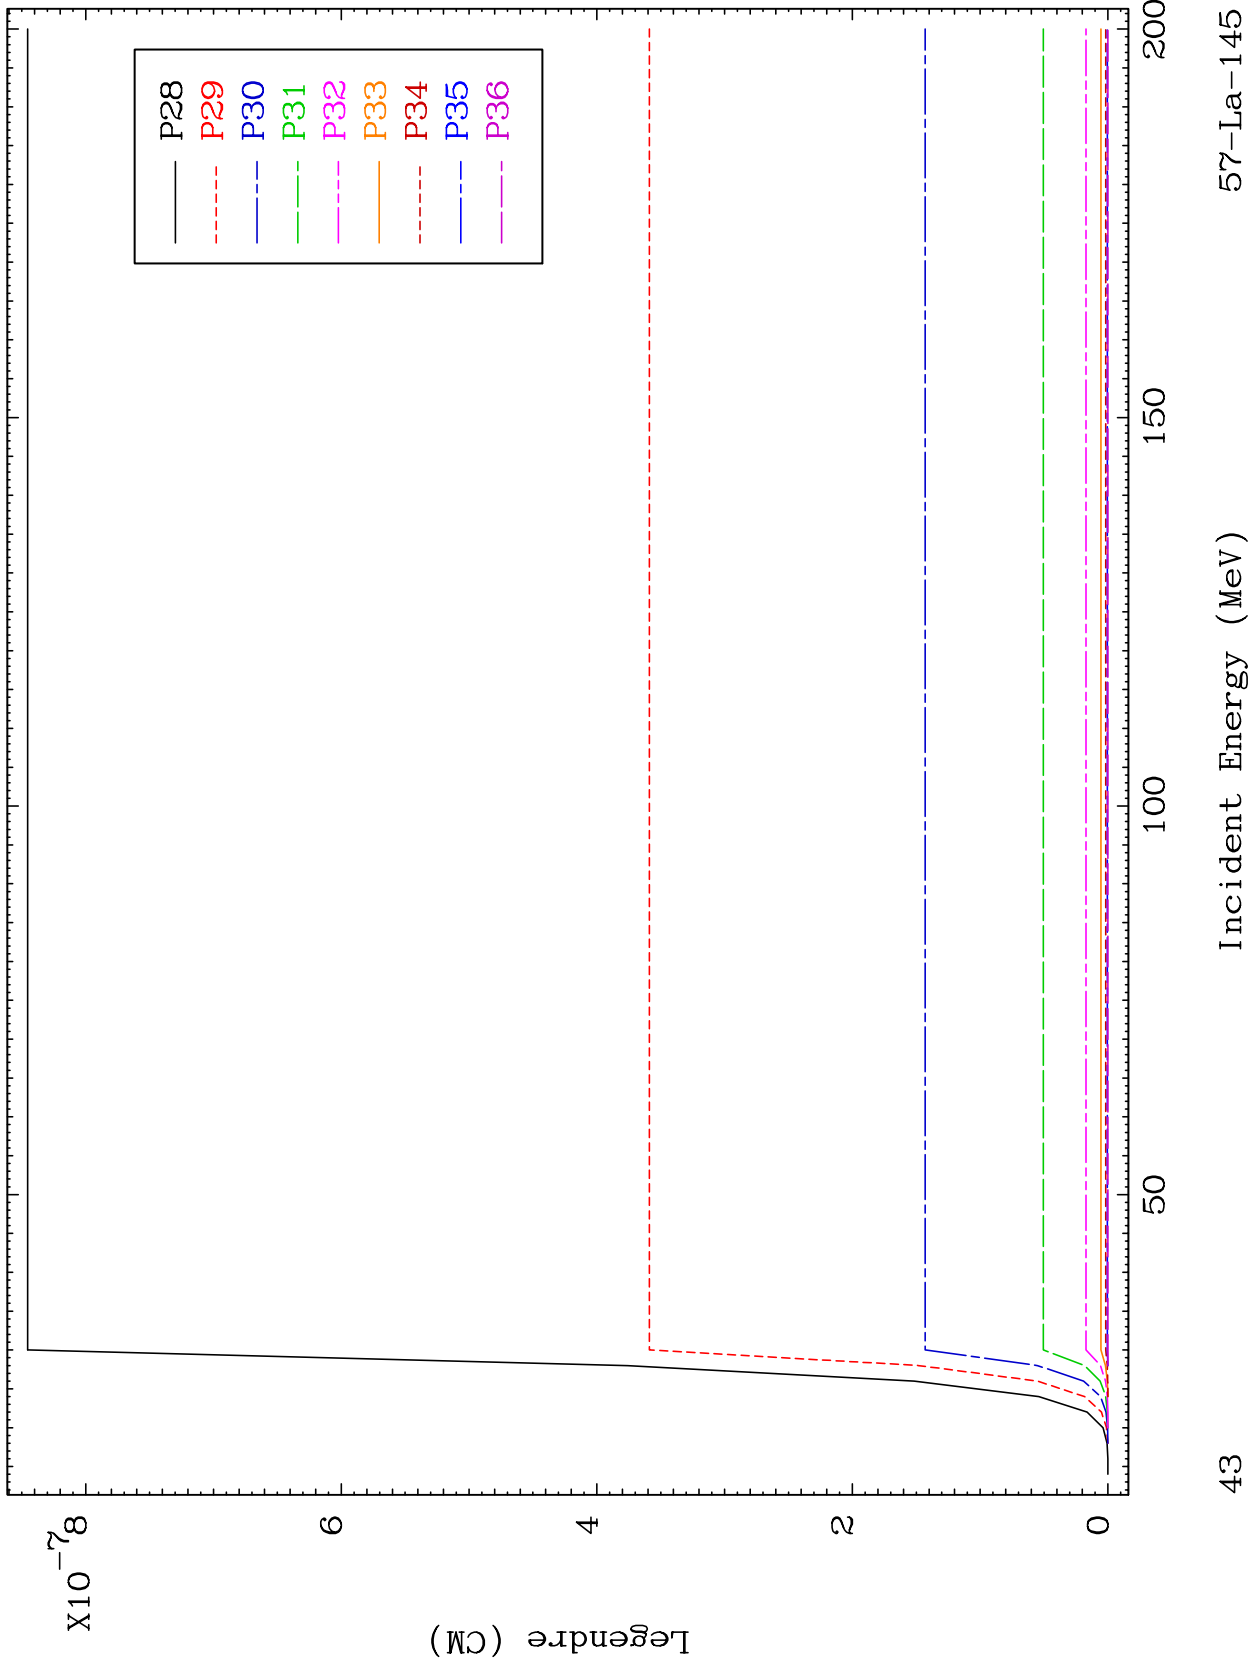 X10-7
8
6
4
2
0
Legendre (CM)
P28
P29
P30
P31
P32
P33
P34
P35
P36
50
100
150
200
Incident Energy (MeV)
43
57-La-145